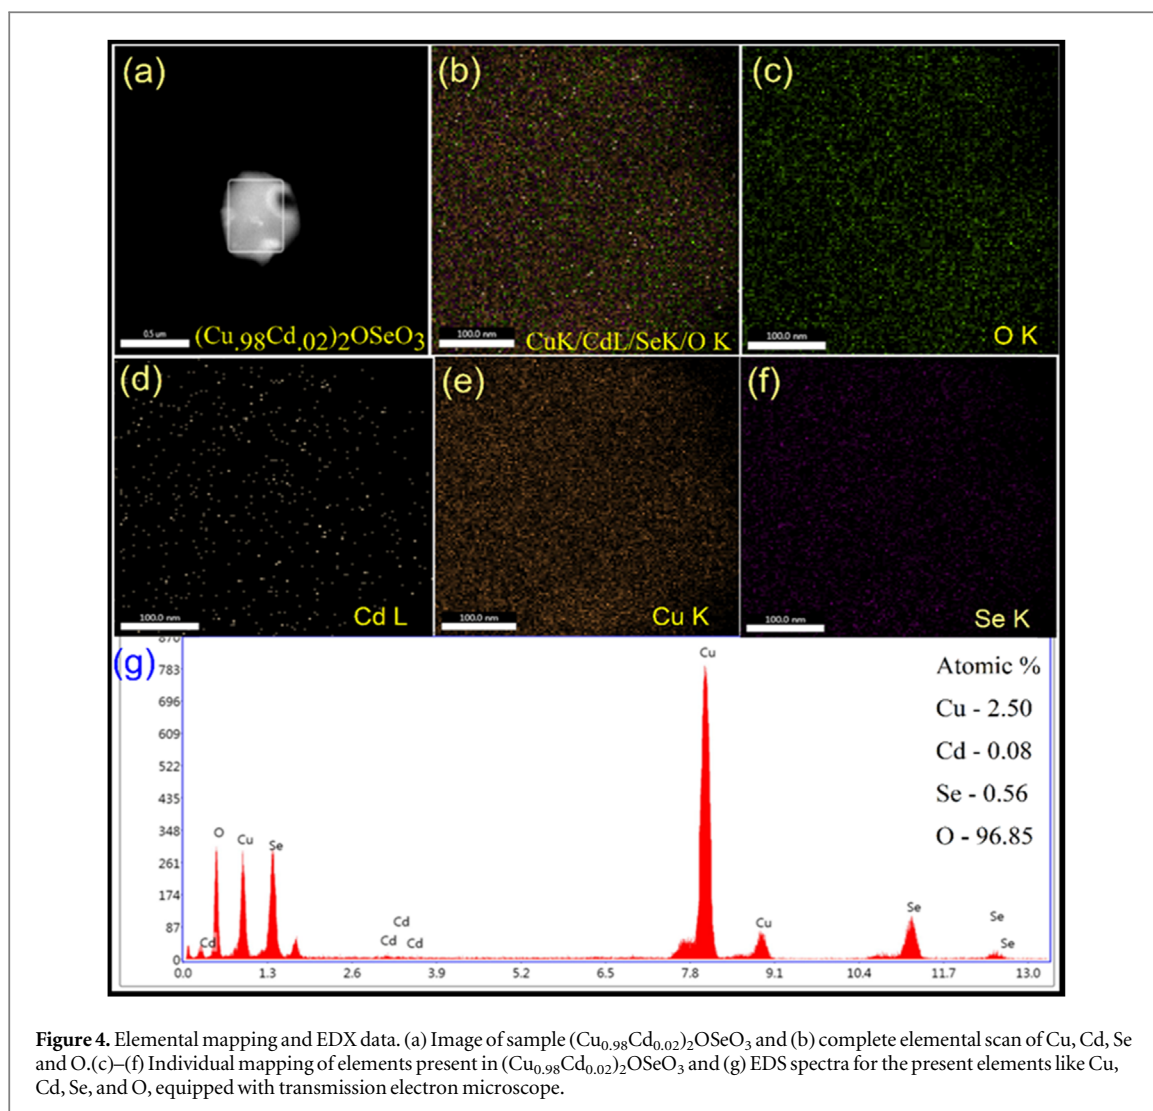 (a)
(b)
(c)
0.5 um
(Cu.98Cd.02)2OSeO3
100.0 nm
CuK/CdL/SeK/O K
100.0 nm
O K
(d)
(e)
(f)
100.0 nm
Cd L
100.0 nm
Cu K
100.0 nm
Se K
(g)
870
783
696
609
522
435
348
261
174
87
0
Cd
O
Cu
Se
Cd
Cd
Cd
Cu
Cu
Se
Se
Se
Atomic %
Cu - 2.50
Cd - 0.08
Se - 0.56
O - 96.85
0.0 1.3 2.6 3.9 5.2 6.5 7.8 9.1 10.4 11.7 13.0
Figure 4. Elemental mapping and EDX data. (a) Image of sample (Cu₀.₉₈Cd₀.₀₂)₂OSeO₃ and (b) complete elemental scan of Cu, Cd, Se
and O.(c)–(f) Individual mapping of elements present in (Cu₀.₉₈Cd₀.₀₂)₂OSeO₃ and (g) EDS spectra for the present elements like Cu,
Cd, Se, and O, equipped with transmission electron microscope.